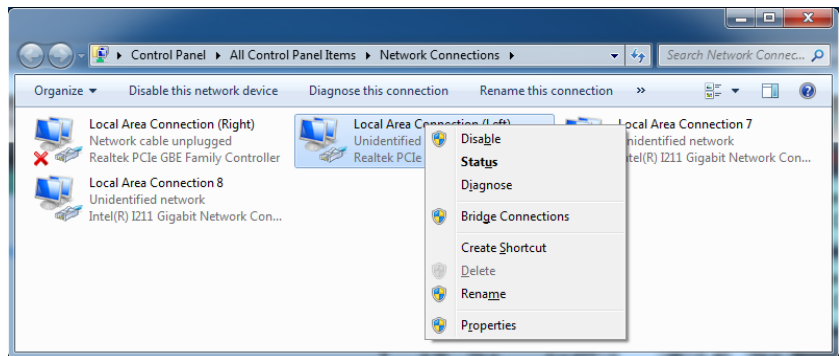 Control Panel ▸ All Control Panel Items ▸ Network Connections ▸
Search Network Connec...
Organize Disable this network device Diagnose this connection Rename this connection »
Local Area Connection (Right)
Network cable unplugged
Realtek PCIe GBE Family Controller
Local Area Connection (Left)
Unidentified
Realtek PCIe
Local Area Connection 7
nidentified network
tel(R) I211 Gigabit Network Con...
Local Area Connection 8
Unidentified network
Intel(R) I211 Gigabit Network Con...
Disable
Status
Diagnose
Bridge Connections
Create Shortcut
Delete
Rename
Properties